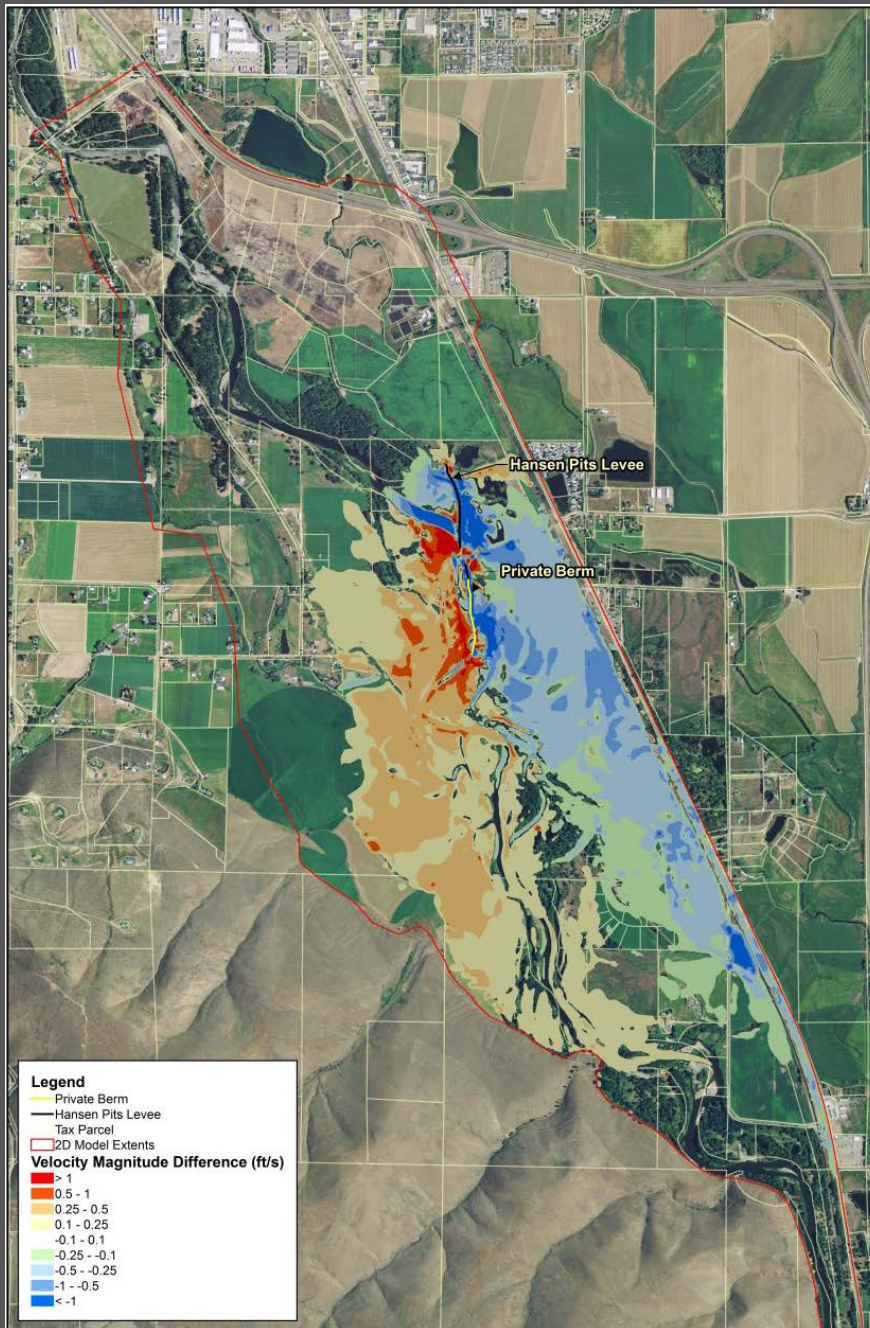 Hansen Pits Levee
Private Berm
Legend
Private Berm
Hansen Pits Levee
Tax Parcel
2D Model Extents
Velocity Magnitude Difference (ft/s)
> 1
0.5 - 1
0.25 - 0.5
0.1 - 0.25
-0.1 - 0.1
-0.25 - -0.1
-0.5 - -0.25
-1 - -0.5
< -1